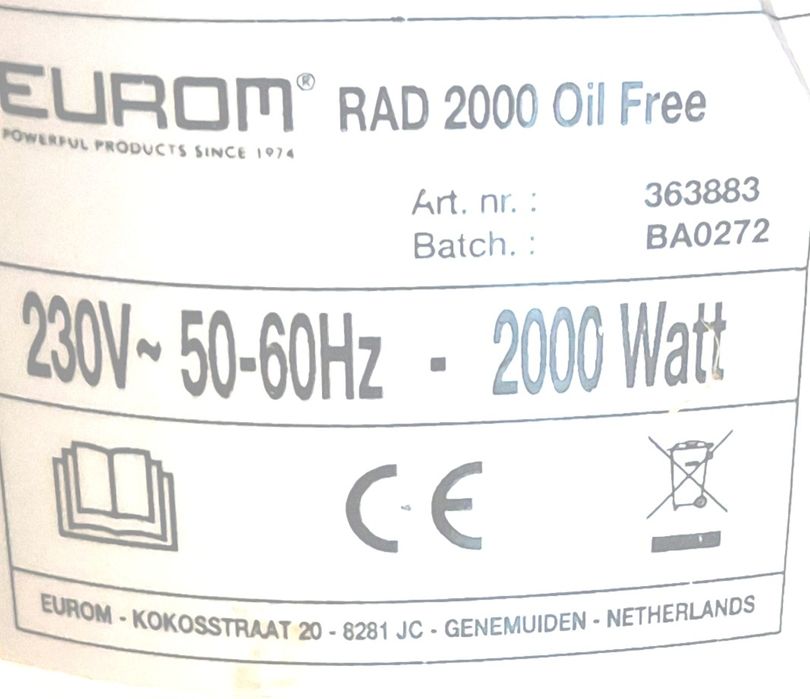 EUROM® RAD 2000 Oil Free
POWERFUL PRODUCTS SINCE 1974
Art. nr. : 363883
Batch. : BA0272
230V~ 50-60Hz - 2000 Watt
CE
EUROM - KOKOSSTRAAT 20 - 8281 JC - GENEMUIDEN - NETHERLANDS